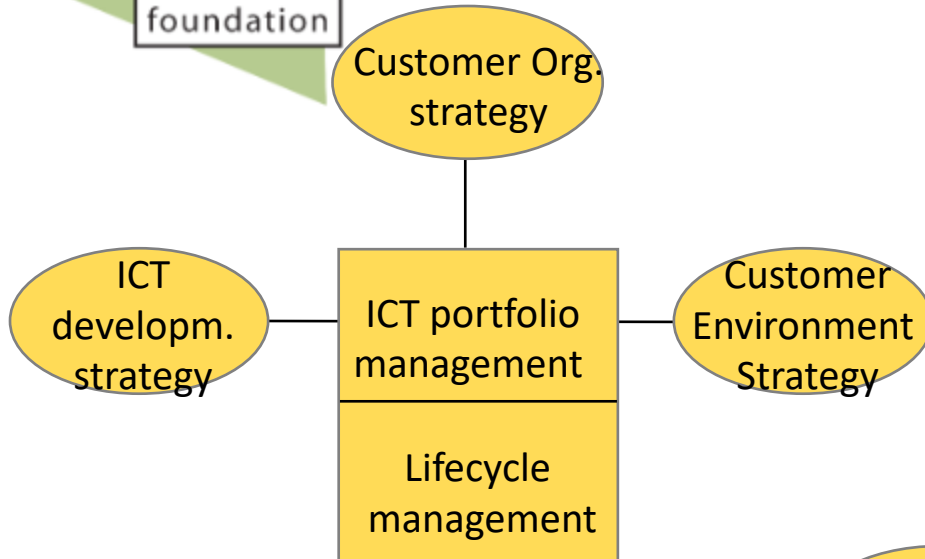 foundation
Customer Org.
strategy
ICT
developm.
strategy
ICT portfolio
management
Customer
Environment
Strategy
Lifecycle
management